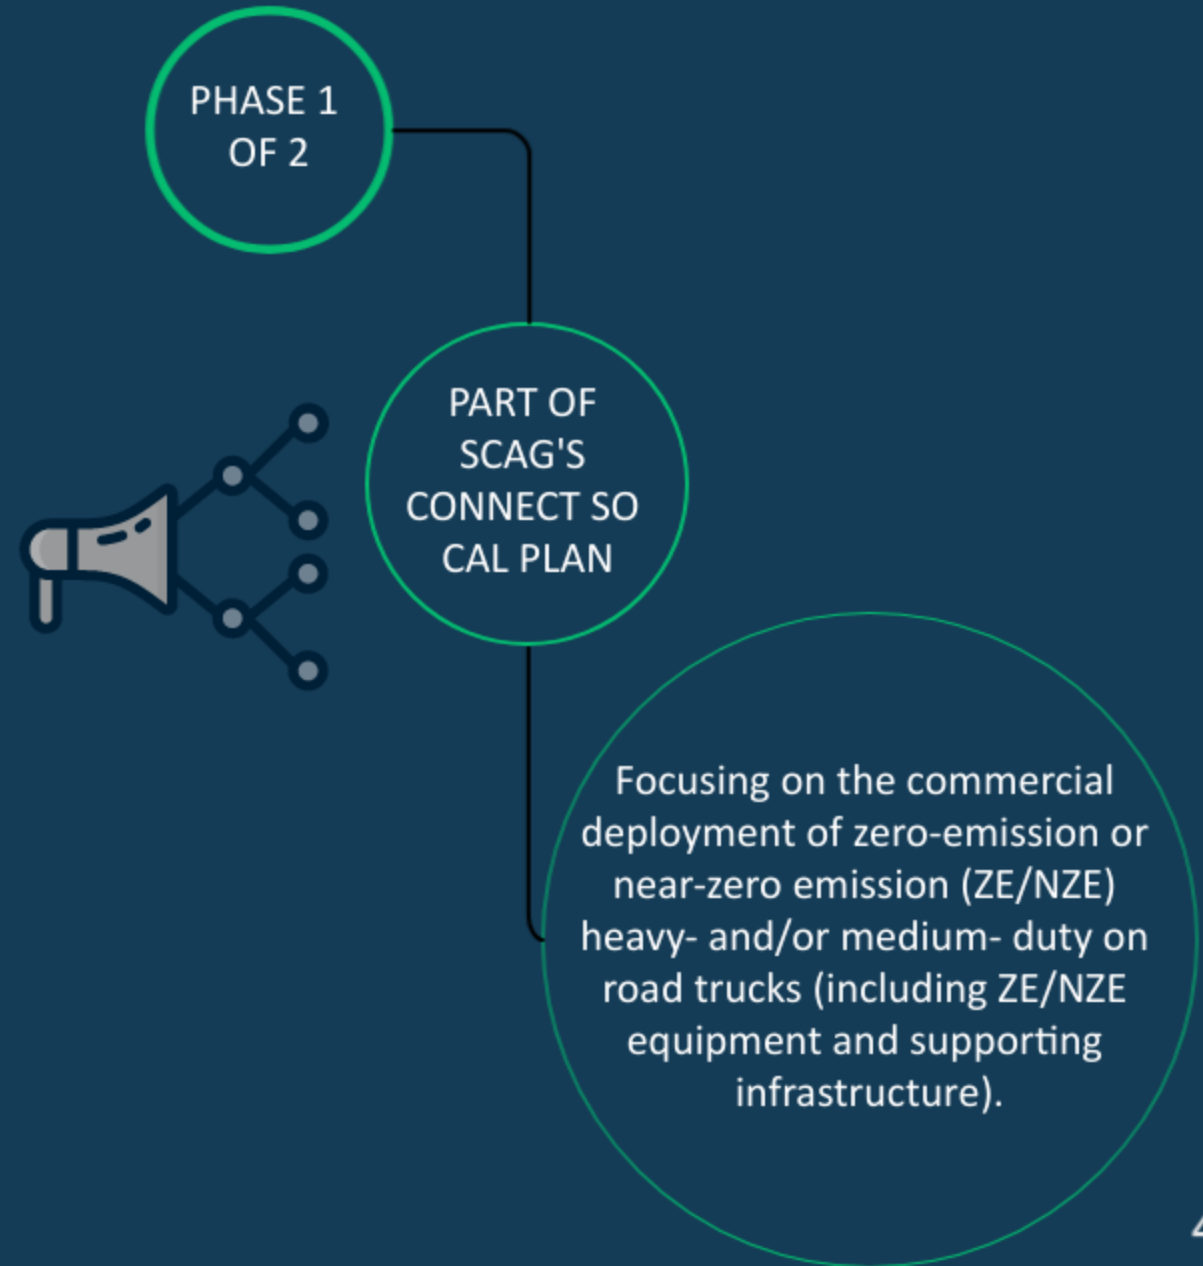 PHASE 1
OF 2
PART OF
SCAG'S
CONNECT SO
CAL PLAN
Focusing on the commercial
deployment of zero-emission or
near-zero emission (ZE/NZE)
heavy- and/or medium- duty on
road trucks (including ZE/NZE
equipment and supporting
infrastructure).